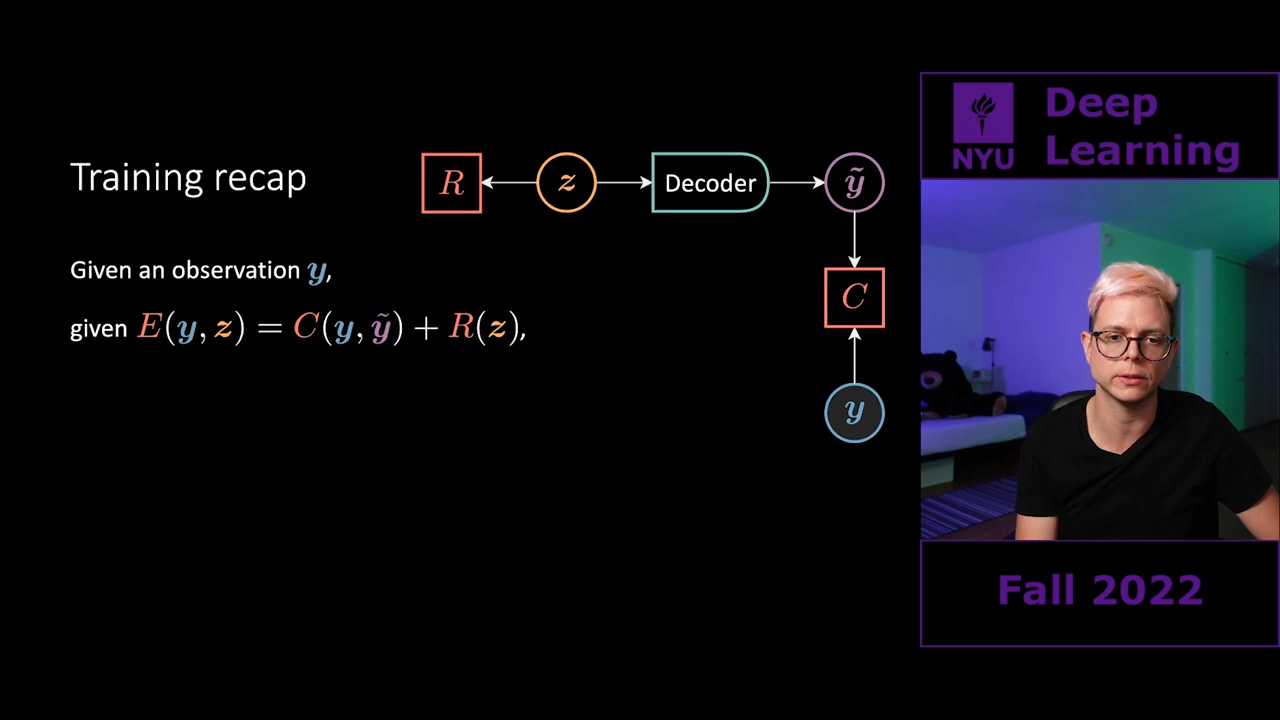 Training recap
R z Decoder ỹ
Given an observation y,
given E(y, z) = C(y, ỹ) + R(z),
C
y
NYU
Deep
Learning
Fall 2022